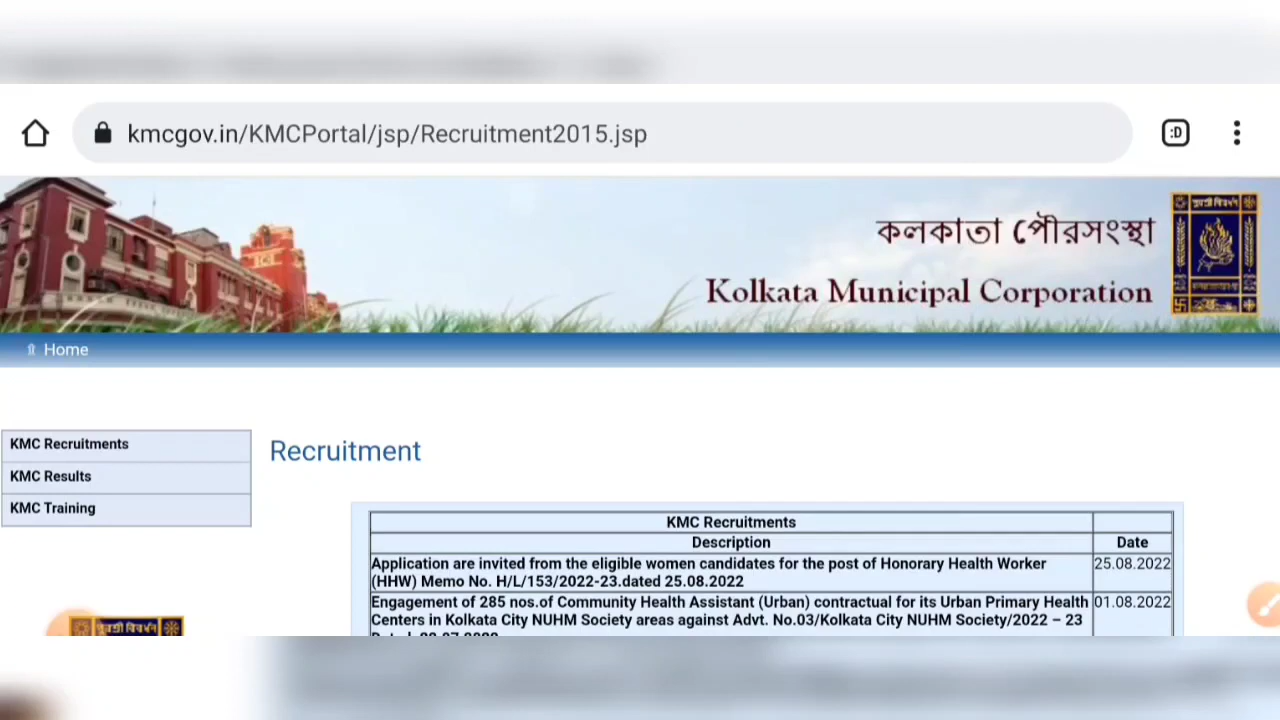 kmcgov.in/KMCPortal/jsp/Recruitment2015.jsp
:D
কলকাতা পৌরসংস্থা
Kolkata Municipal Corporation
Home
KMC Recruitments
KMC Results
KMC Training
Recruitment
KMC Recruitments
Description Date
Application are invited from the eligible women candidates for the post of Honorary Health Worker 25.08.2022
(HHW) Memo No. H/L/153/2022-23.dated 25.08.2022
Engagement of 285 nos.of Community Health Assistant (Urban) contractual for its Urban Primary Health 01.08.2022
Centers in Kolkata City NUHM Society areas against Advt. No.03/Kolkata City NUHM Society/2022 – 23
পুরশ্রী বিবর্ধন